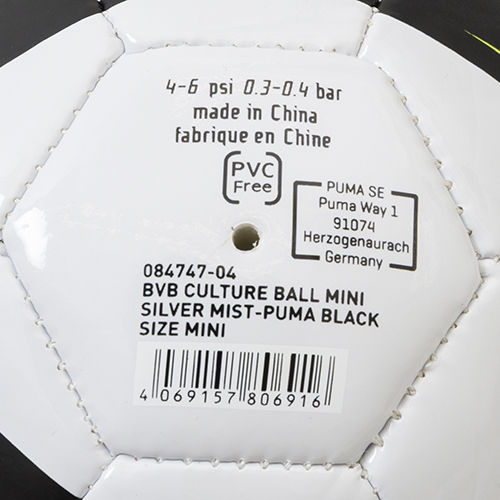 4-6 psi 0.3-0.4 bar
made in China
fabrique en Chine
PVC
Free
PUMA SE
Puma Way 1
91074
Herzogenaurach
Germany
084747-04
BVB CULTURE BALL MINI
SILVER MIST-PUMA BLACK
SIZE MINI
4 069157 806916